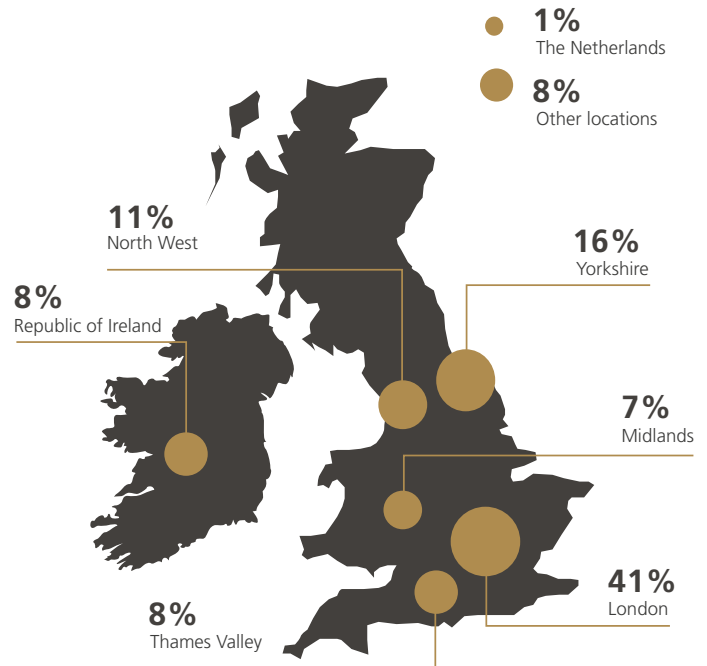 1%
The Netherlands
8%
Other locations
11%
North West
16%
Yorkshire
8%
Republic of Ireland
7%
Midlands
41%
London
8%
Thames Valley